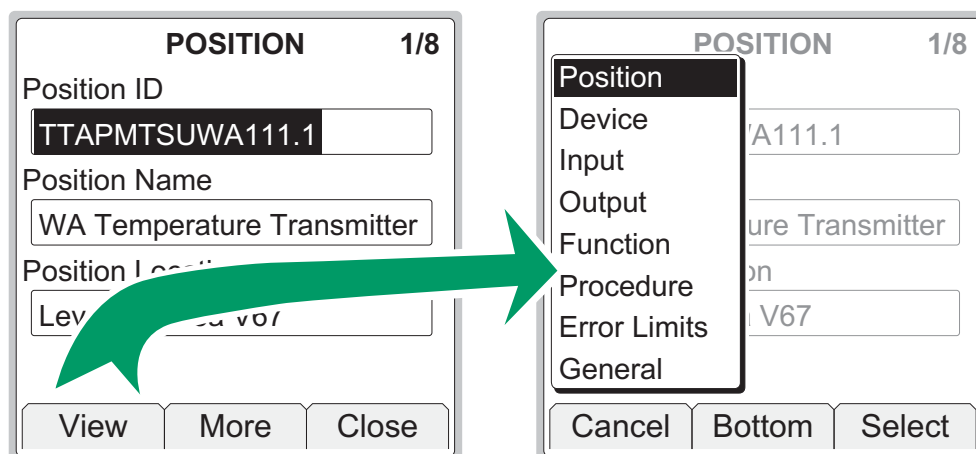 POSITION 1/8
Position ID
TTAPMTSUWA111.1
Position Name
WA Temperature Transmitter
Position
V67
View More Close
POSITION 1/8
Position
Device
Input
Output
Function
Procedure
Error Limits
General
A111.1
ure Transmitter
on
V67
Cancel Bottom Select